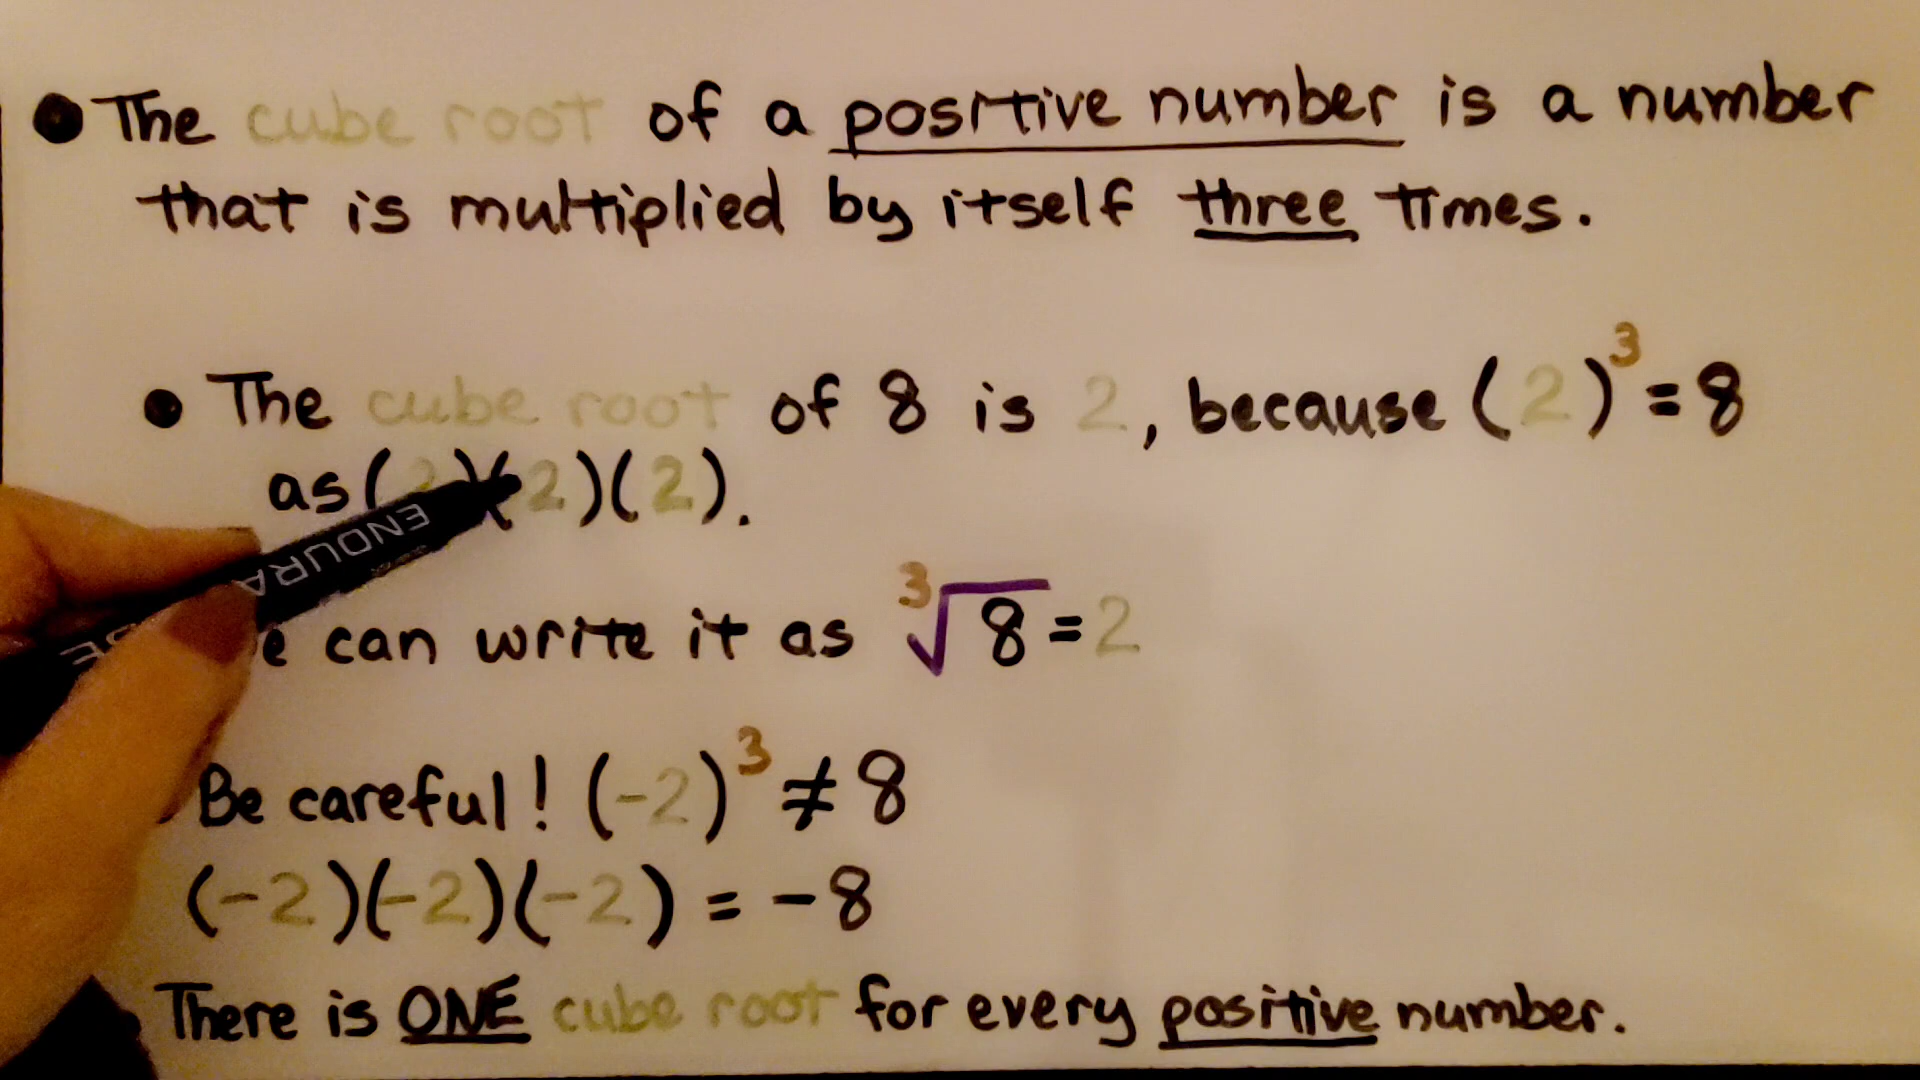 The cube root of a positive number is a number
that is multiplied by itself three times.
The cube root of 8 is 2, because (2)³ = 8
as (2)(2)(2).
can write it as ³√8 = 2
Be careful! (-2)³ ≠ 8
(-2)(-2)(-2) = -8
There is ONE cube root for every positive number.
ENDURA